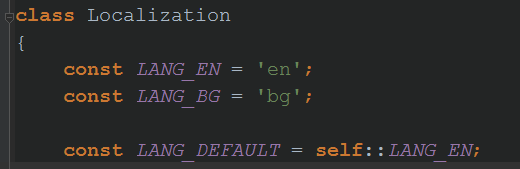 class Localization
{
const LANG_EN = 'en';
const LANG_BG = 'bg';
const LANG_DEFAULT = self::LANG_EN;